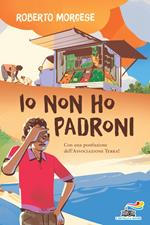 ROBERTO MORGESE
IO NON HO
PADRONI
Con una postfazione
dell'Associazione Terra!